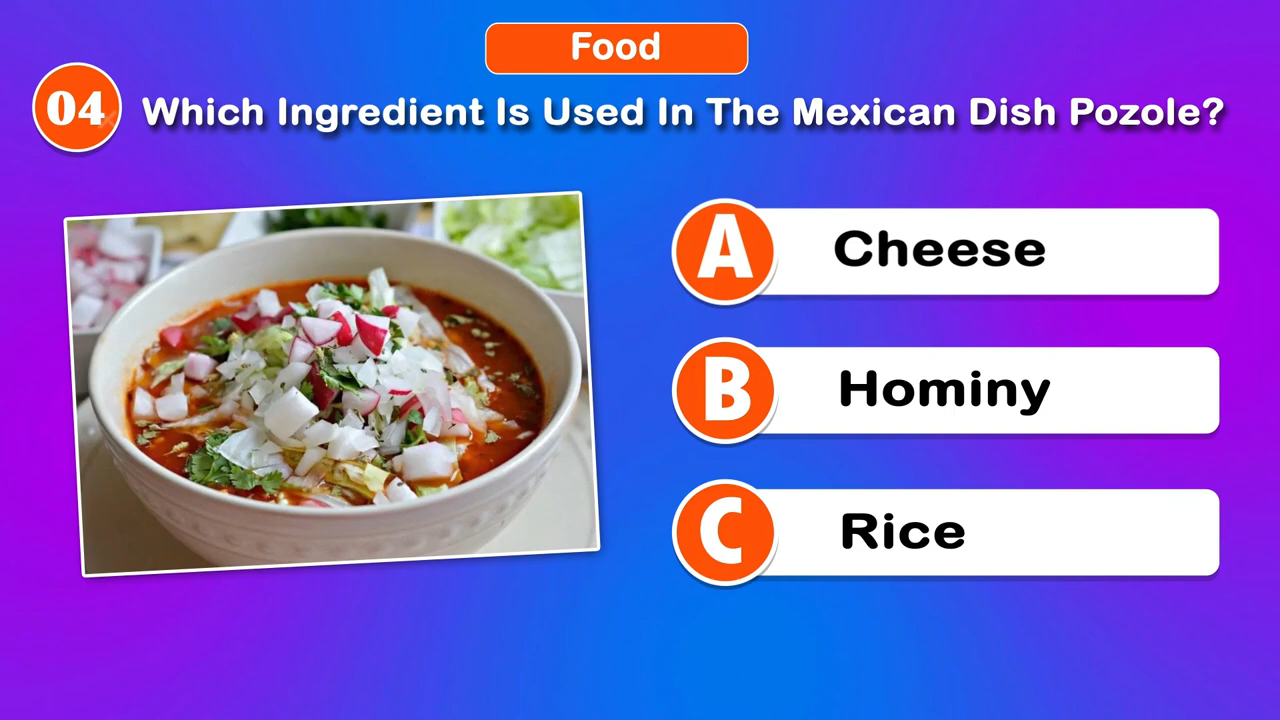 Food
04 Which Ingredient Is Used In The Mexican Dish Pozole?
A Cheese
B Hominy
C Rice